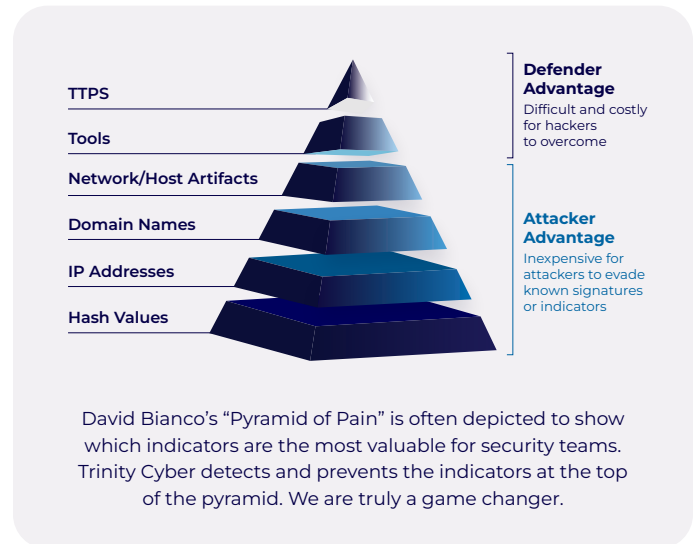 TTPS
Tools
Network/Host Artifacts
Domain Names
IP Addresses
Hash Values
Defender
Advantage
Difficult and costly
for hackers
to overcome
Attacker
Advantage
Inexpensive for
attackers to evade
known signatures
or indicators
David Bianco’s “Pyramid of Pain” is often depicted to show
which indicators are the most valuable for security teams.
Trinity Cyber detects and prevents the indicators at the top
of the pyramid. We are truly a game changer.